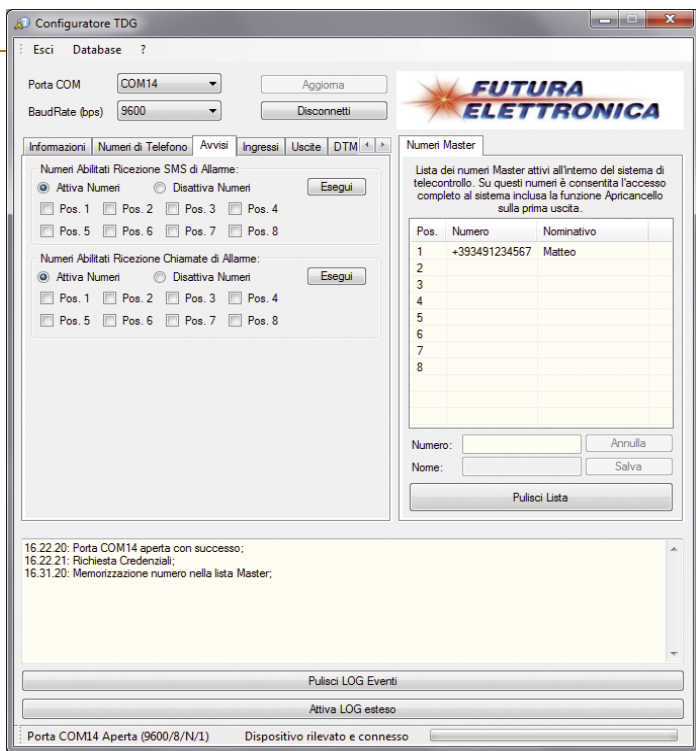 Configuratore TDG
Esci Database ?
Porta COM COM14 Aggiorna
BaudRate (bps) 9600 Disconnetti
FUTURA
ELETTRONICA
Informazioni Numeri di Telefono Avvisi Ingressi Uscite DTM
Numeri Abilitati Ricezione SMS di Allarme:
Attiva Numeri Disattiva Numeri Esegui
Pos. 1 Pos. 2 Pos. 3 Pos. 4
Pos. 5 Pos. 6 Pos. 7 Pos. 8
Numeri Abilitati Ricezione Chiamate di Allarme:
Attiva Numeri Disattiva Numeri Esegui
Pos. 1 Pos. 2 Pos. 3 Pos. 4
Pos. 5 Pos. 6 Pos. 7 Pos. 8
Numeri Master
Lista dei numeri Master attivi all'interno del sistema di
telecontrollo. Su questi numeri è consentita l'accesso
completo al sistema inclusa la funzione Apricancello
sulla prima uscita.
Pos. Numero Nominativo
1 +393491234567 Matteo
2
3
4
5
6
7
8
Numero: Annulla
Nome: Salva
Pulisci Lista
16.22.20: Porta COM14 aperta con successo;
16.22.21: Richiesta Credenziali;
16.31.20: Memorizzazione numero nella lista Master;
Pulisci LOG Eventi
Attiva LOG esteso
Porta COM14 Aperta (9600/8/N/1) Dispositivo rilevato e connesso